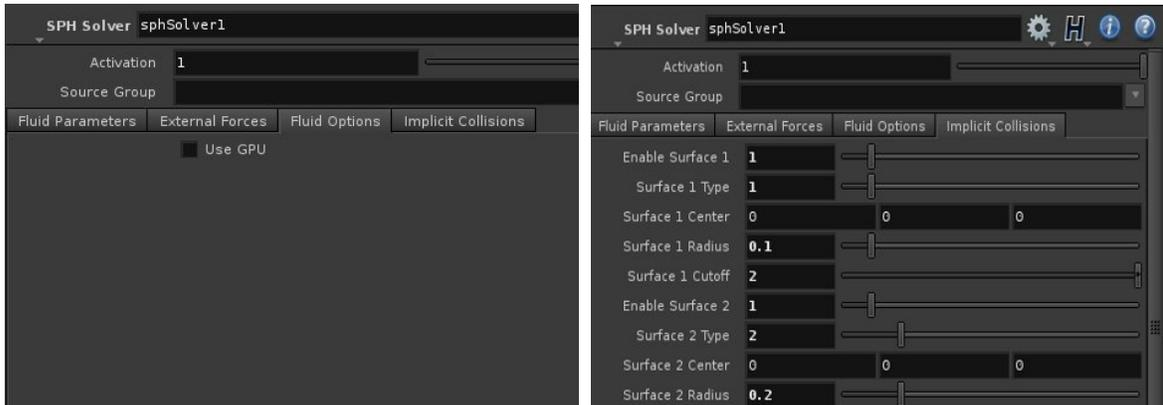 SPH Solver sphSolver1
Activation 1
Source Group
Fluid Parameters External Forces Fluid Options Implicit Collisions
Use GPU
SPH Solver sphSolver1
Activation 1
Source Group
Fluid Parameters External Forces Fluid Options Implicit Collisions
Enable Surface 1 1
Surface 1 Type 1
Surface 1 Center 0 0 0
Surface 1 Radius 0.1
Surface 1 Cutoff 2
Enable Surface 2 1
Surface 2 Type 2
Surface 2 Center 0 0 0
Surface 2 Radius 0.2